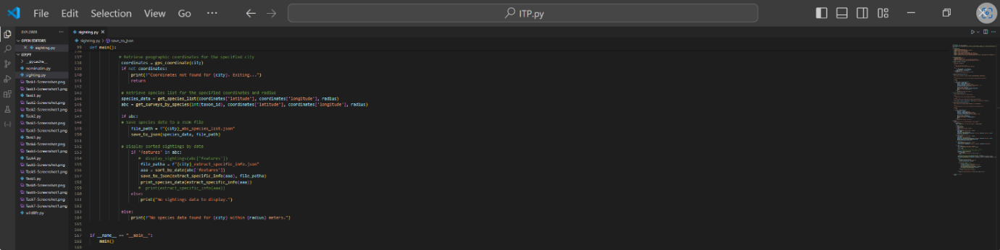 File Edit Selection View Go ··· ITP.py
EXPLORER ···
OPEN EDITORS
× sighting.py
ITP.PY
__pycache__
nominatim.py
sighting.py
Task1-Screenshot.png
Task1-Screenshot1.png
Task1.py
Task2-Screenshot.png
Task2-Screenshot1.png
Task2.py
Task3-Screenshot.png
Task3-Screenshot1.png
Task3.py
Task4-Screenshot.png
Task4-Screenshot1.png
Task4.py
Task5-Screenshot.png
Task5-Screenshot1.png
Task5.py
Task6-Screenshot.png
Task6-Screenshot1.png
Task7-Screenshot.png
Task7-Screenshot1.png
wildlife.py
sighting.py ×
sighting.py > save_to_json
99 def main():
136
137 # Retrieve geographic coordinates for the specified city
138 coordinates = gps_coordinate(city)
139 if not coordinates:
140 print(f"Coordinates not found for {city}. Exiting...")
141 return
142
143 # Retrieve species list for the specified coordinates and radius
144 species_data = get_species_list(coordinates['latitude'], coordinates['longitude'], radius)
145 abc = get_surveys_by_species(int(taxon_id), coordinates['latitude'], coordinates['longitude'], radius)
146
147 if abc:
148 # Save species data to a JSON file
149 file_path = f"{city}_abc_species_list.json"
150 save_to_json(species_data, file_path)
151
152 # Display sorted sightings by date
153 if 'features' in abc:
154 # display_sightings(abc['features'])
155 file_patha = f"{city}_extract_specific_info.json"
156 aaa = sort_by_date(abc['features'])
157 save_to_json(extract_specific_info(aaa), file_patha)
158 print_species_data(extract_specific_info(aaa))
159 # print(extract_specific_info(aaa))
160 else:
161 print("No sightings data to display.")
162
163 else:
164 print(f"No species data found for {city} within {radius} meters.")
165
166
167 if __name__ == "__main__":
168 main()
169